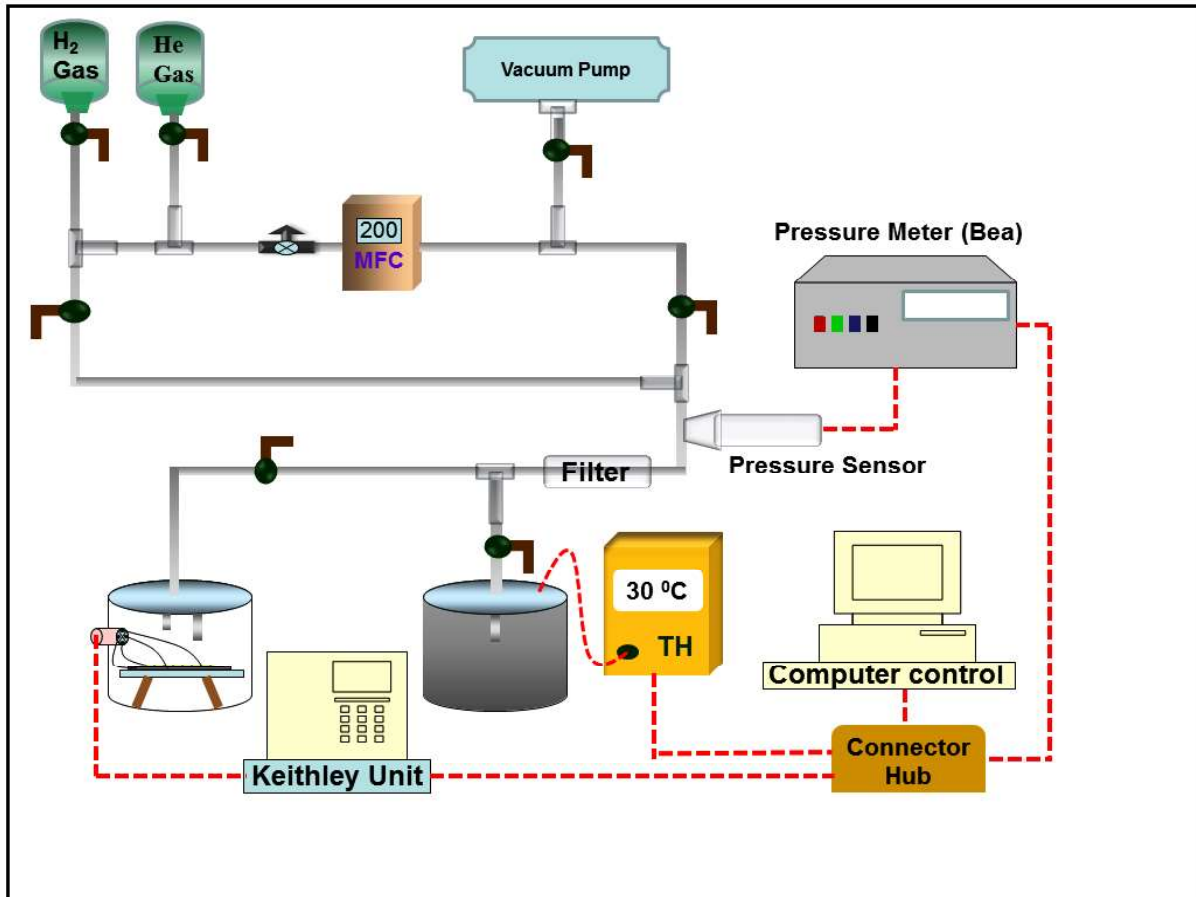 H₂
Gas
He
Gas
Vacuum Pump
200
MFC
Pressure Meter (Bea)
Pressure Sensor
Filter
30 ⁰C
TH
Computer control
Connector
Hub
Keithley Unit